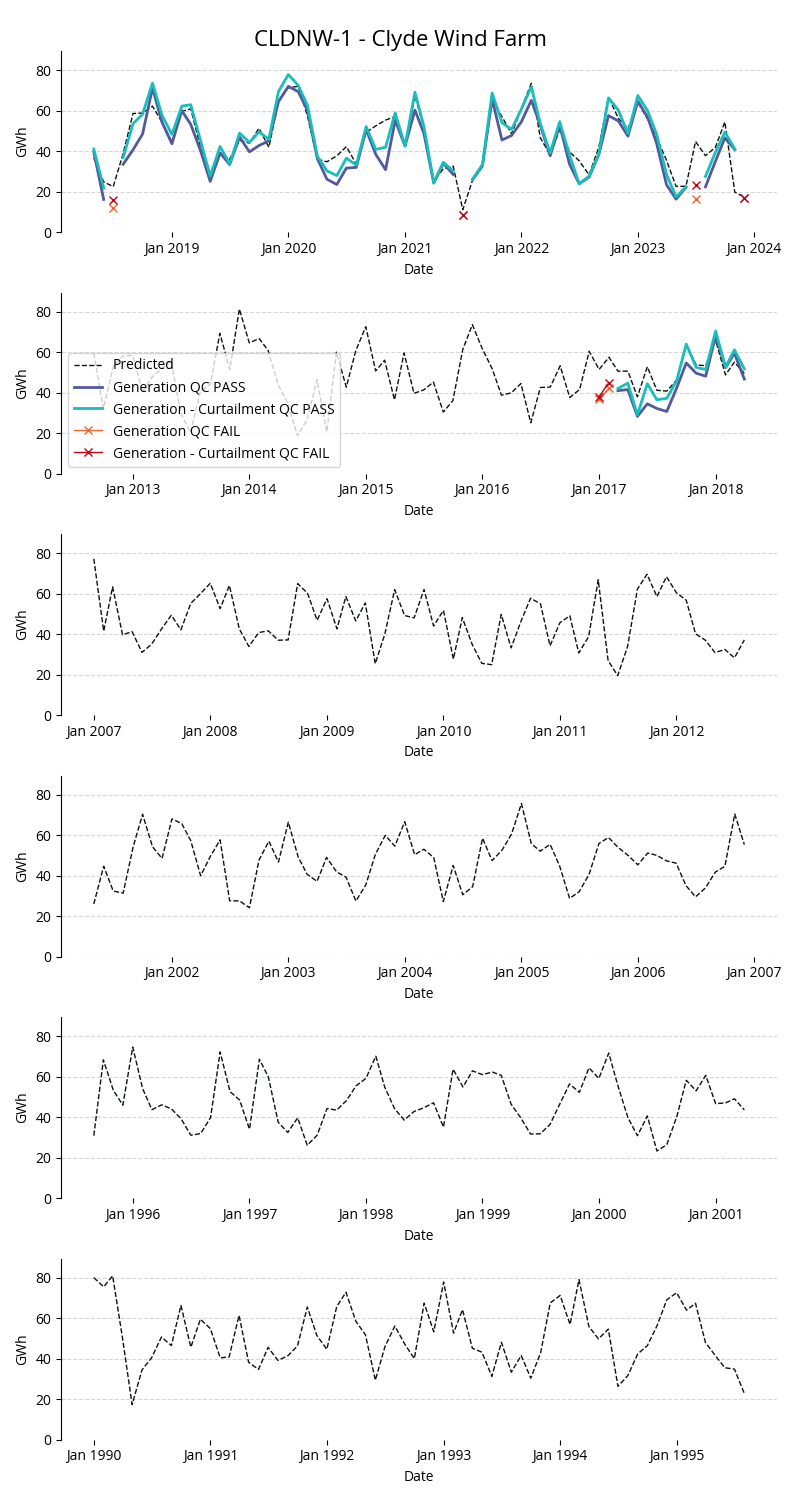 CLDNW-1 - Clyde Wind Farm
80
60
40
20
0
GWh
Jan 2019 Jan 2020 Jan 2021 Jan 2022 Jan 2023 Jan 2024
Date
80
60
40
20
0
GWh
Predicted
Generation QC PASS
Generation - Curtailment QC PASS
Generation QC FAIL
Generation - Curtailment QC FAIL
Jan 2013 Jan 2014 Jan 2015 Jan 2016 Jan 2017 Jan 2018
Date
80
60
40
20
0
GWh
Jan 2007 Jan 2008 Jan 2009 Jan 2010 Jan 2011 Jan 2012
Date
80
60
40
20
0
GWh
Jan 2002 Jan 2003 Jan 2004 Jan 2005 Jan 2006 Jan 2007
Date
80
60
40
20
0
GWh
Jan 1996 Jan 1997 Jan 1998 Jan 1999 Jan 2000 Jan 2001
Date
80
60
40
20
0
GWh
Jan 1990 Jan 1991 Jan 1992 Jan 1993 Jan 1994 Jan 1995
Date